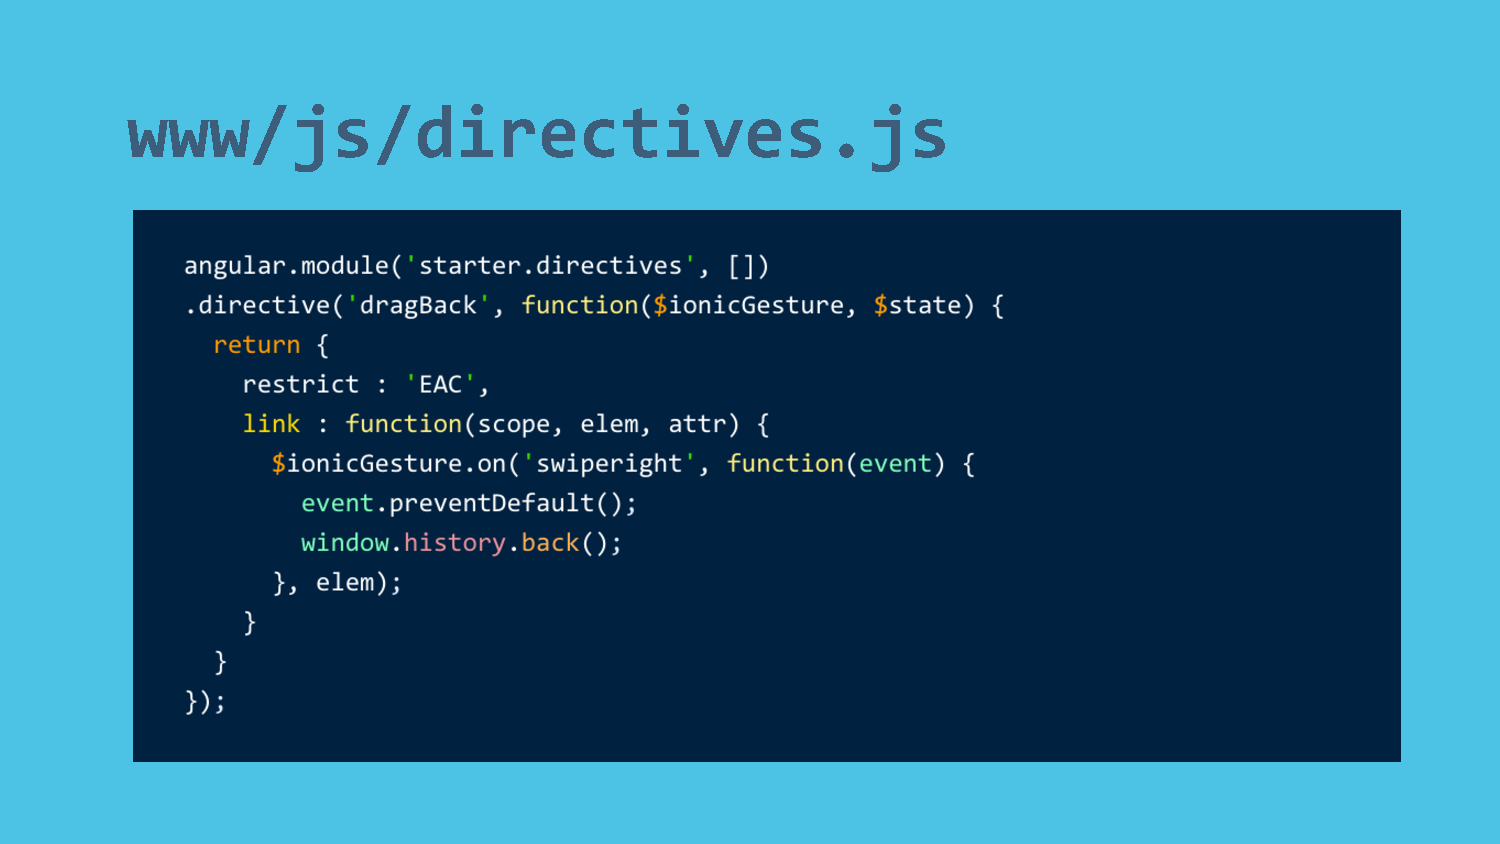 www/js/directives.js
angular.module('starter.directives', [])
.directive('dragBack', function($ionicGesture, $state) {
  return {
    restrict : 'EAC',
    link : function(scope, elem, attr) {
      $ionicGesture.on('swiperight', function(event) {
        event.preventDefault();
        window.history.back();
      }, elem);
    }
  }
});